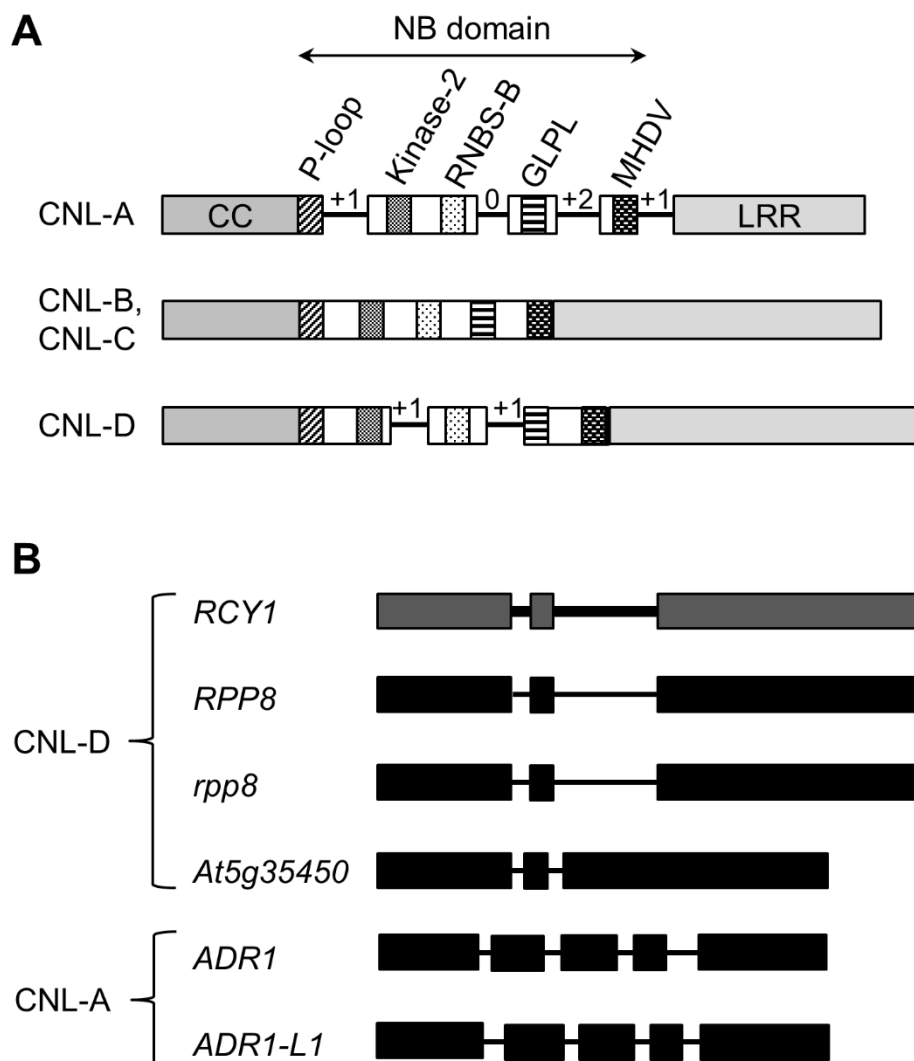 A
NB domain
P-loop
Kinase-2
RNBS-B
GLPL
MHDV
+1
0
+2
+1
CNL-A
CC
LRR
CNL-B,
CNL-C
+1
+1
CNL-D
B
CNL-D
RCY1
RPP8
rpp8
At5g35450
CNL-A
ADR1
ADR1-L1